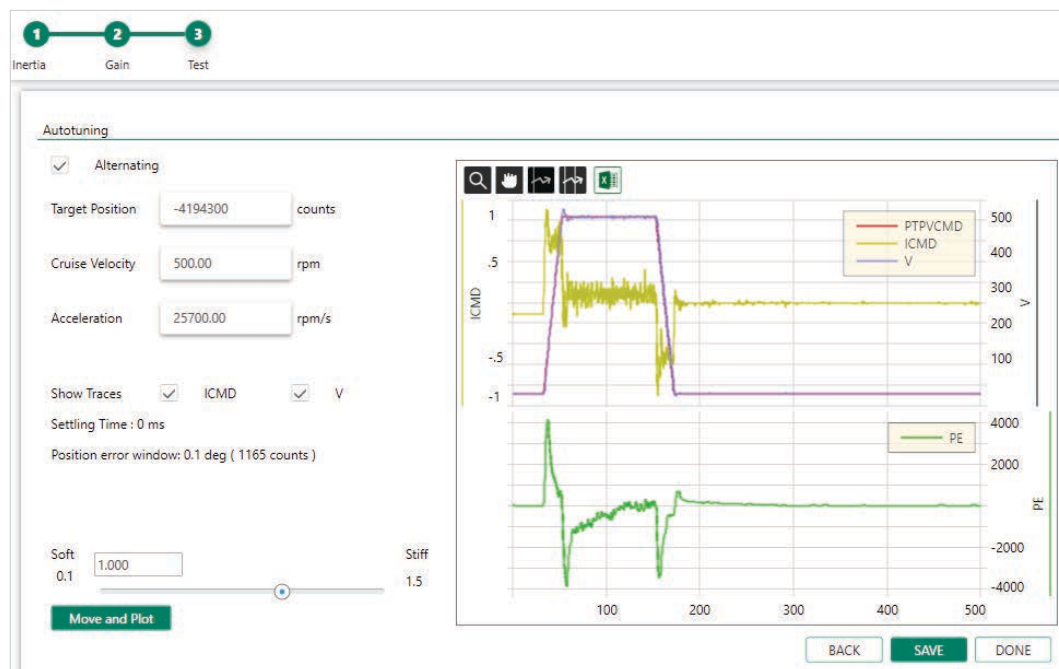 1 2 3
Inertia Gain Test
Autotuning
Alternating
Target Position -4194300 counts
Cruise Velocity 500.00 rpm
Acceleration 25700.00 rpm/s
Show Traces ICMD V
Settling Time : 0 ms
Position error window: 0.1 deg ( 1165 counts )
Soft Stiff
0.1 1.000 1.5
Move and Plot
X
1
.5
-.5
-1
ICMD
PTPVCMD
ICMD
V
500
400
300
200
100
V
PE
4000
2000
0
-2000
-4000
PE
100 200 300 400 500
BACK SAVE DONE